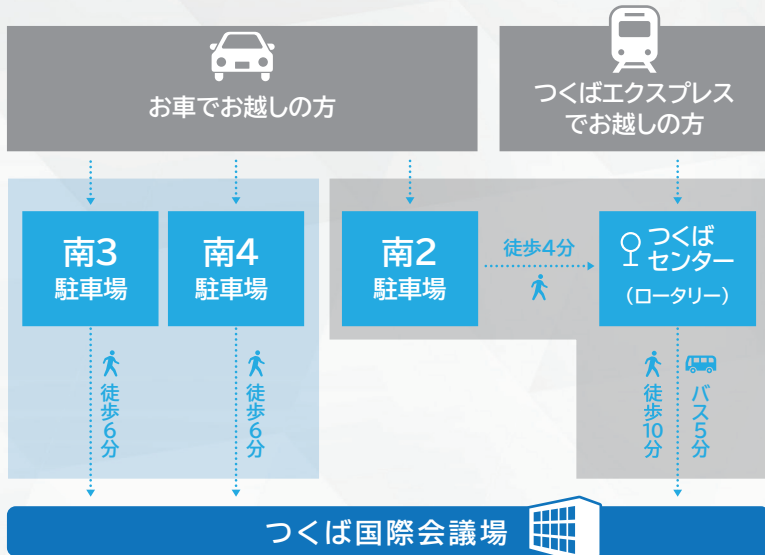 お車でお越しの方
つくばエクスプレス
でお越しの方
南3
駐車場
南4
駐車場
南2
駐車場
徒歩4分
つくば
センター
(ロータリー)
徒歩6分
徒歩6分
徒歩10分
バス5分
つくば国際会議場